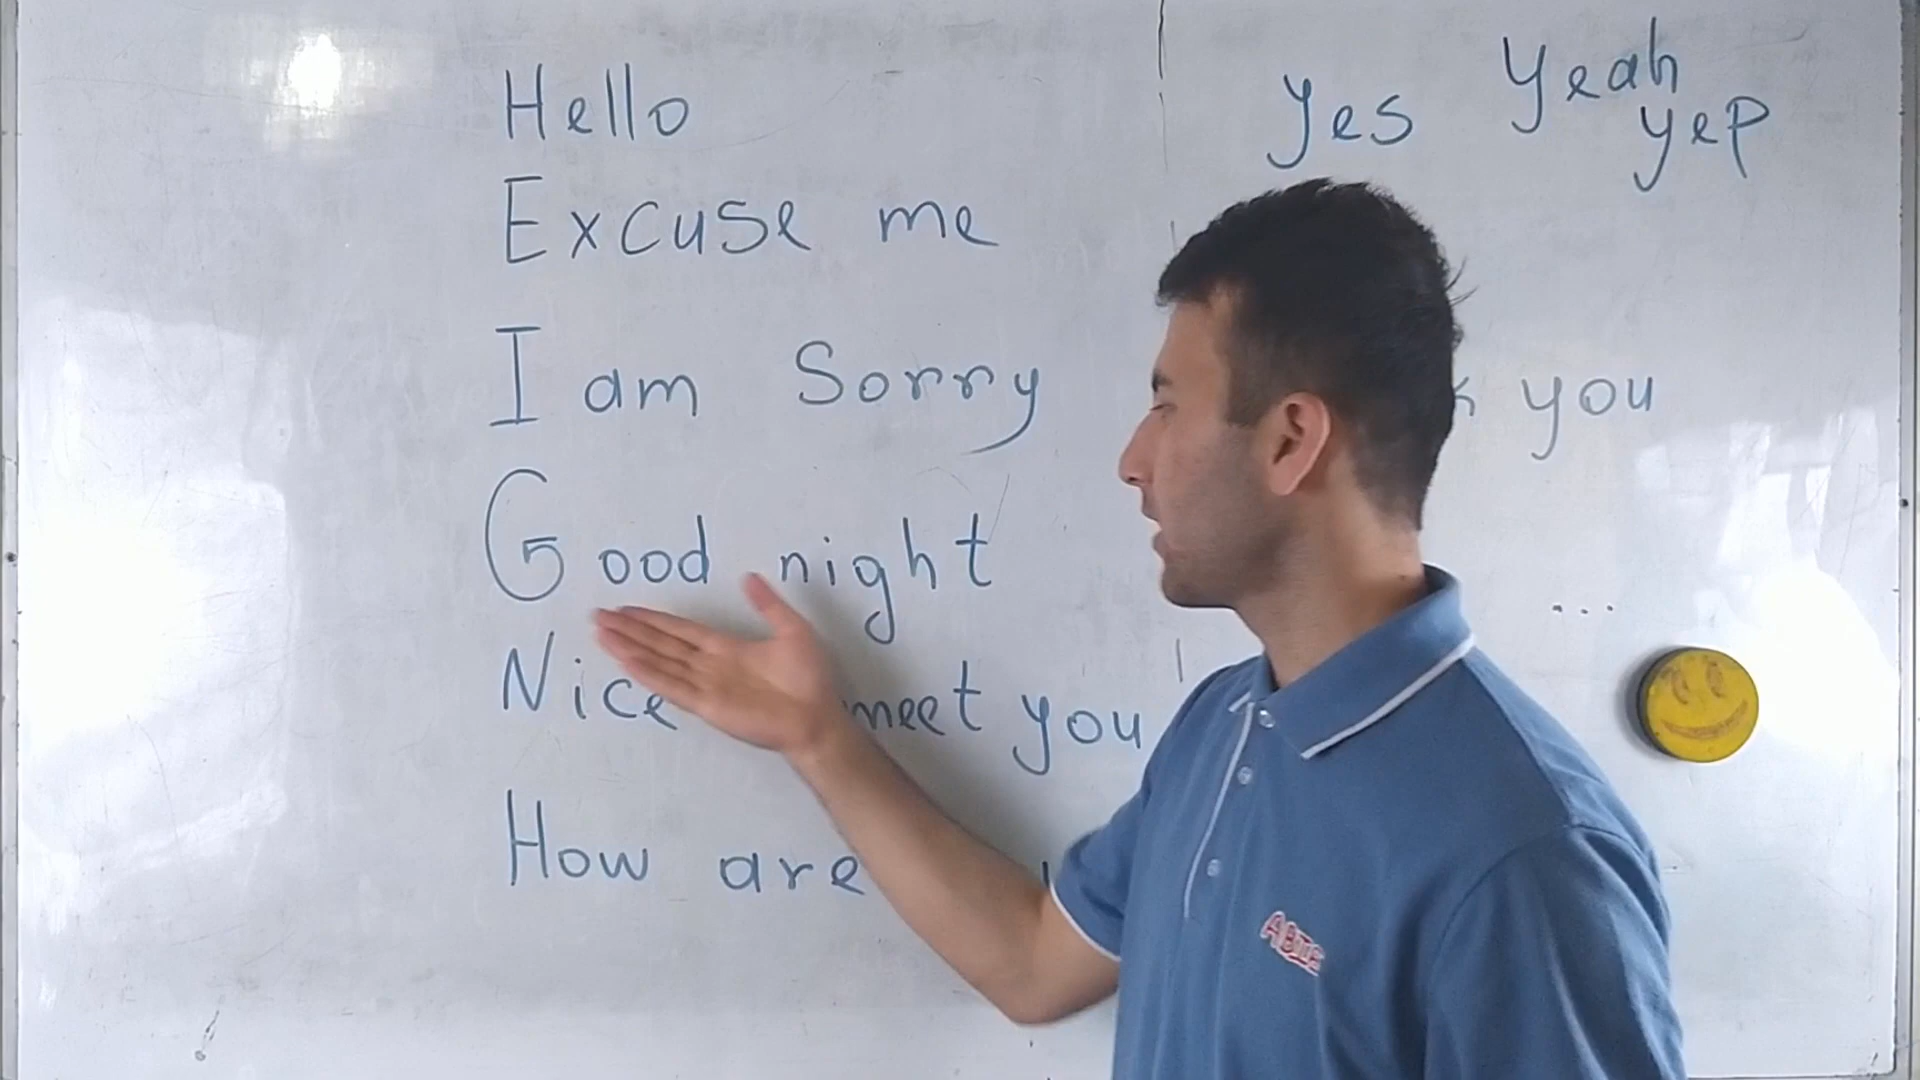 Hello
Excuse me
I am Sorry
Good night
Nice meet you
How are
yes yeah
yep
you
...